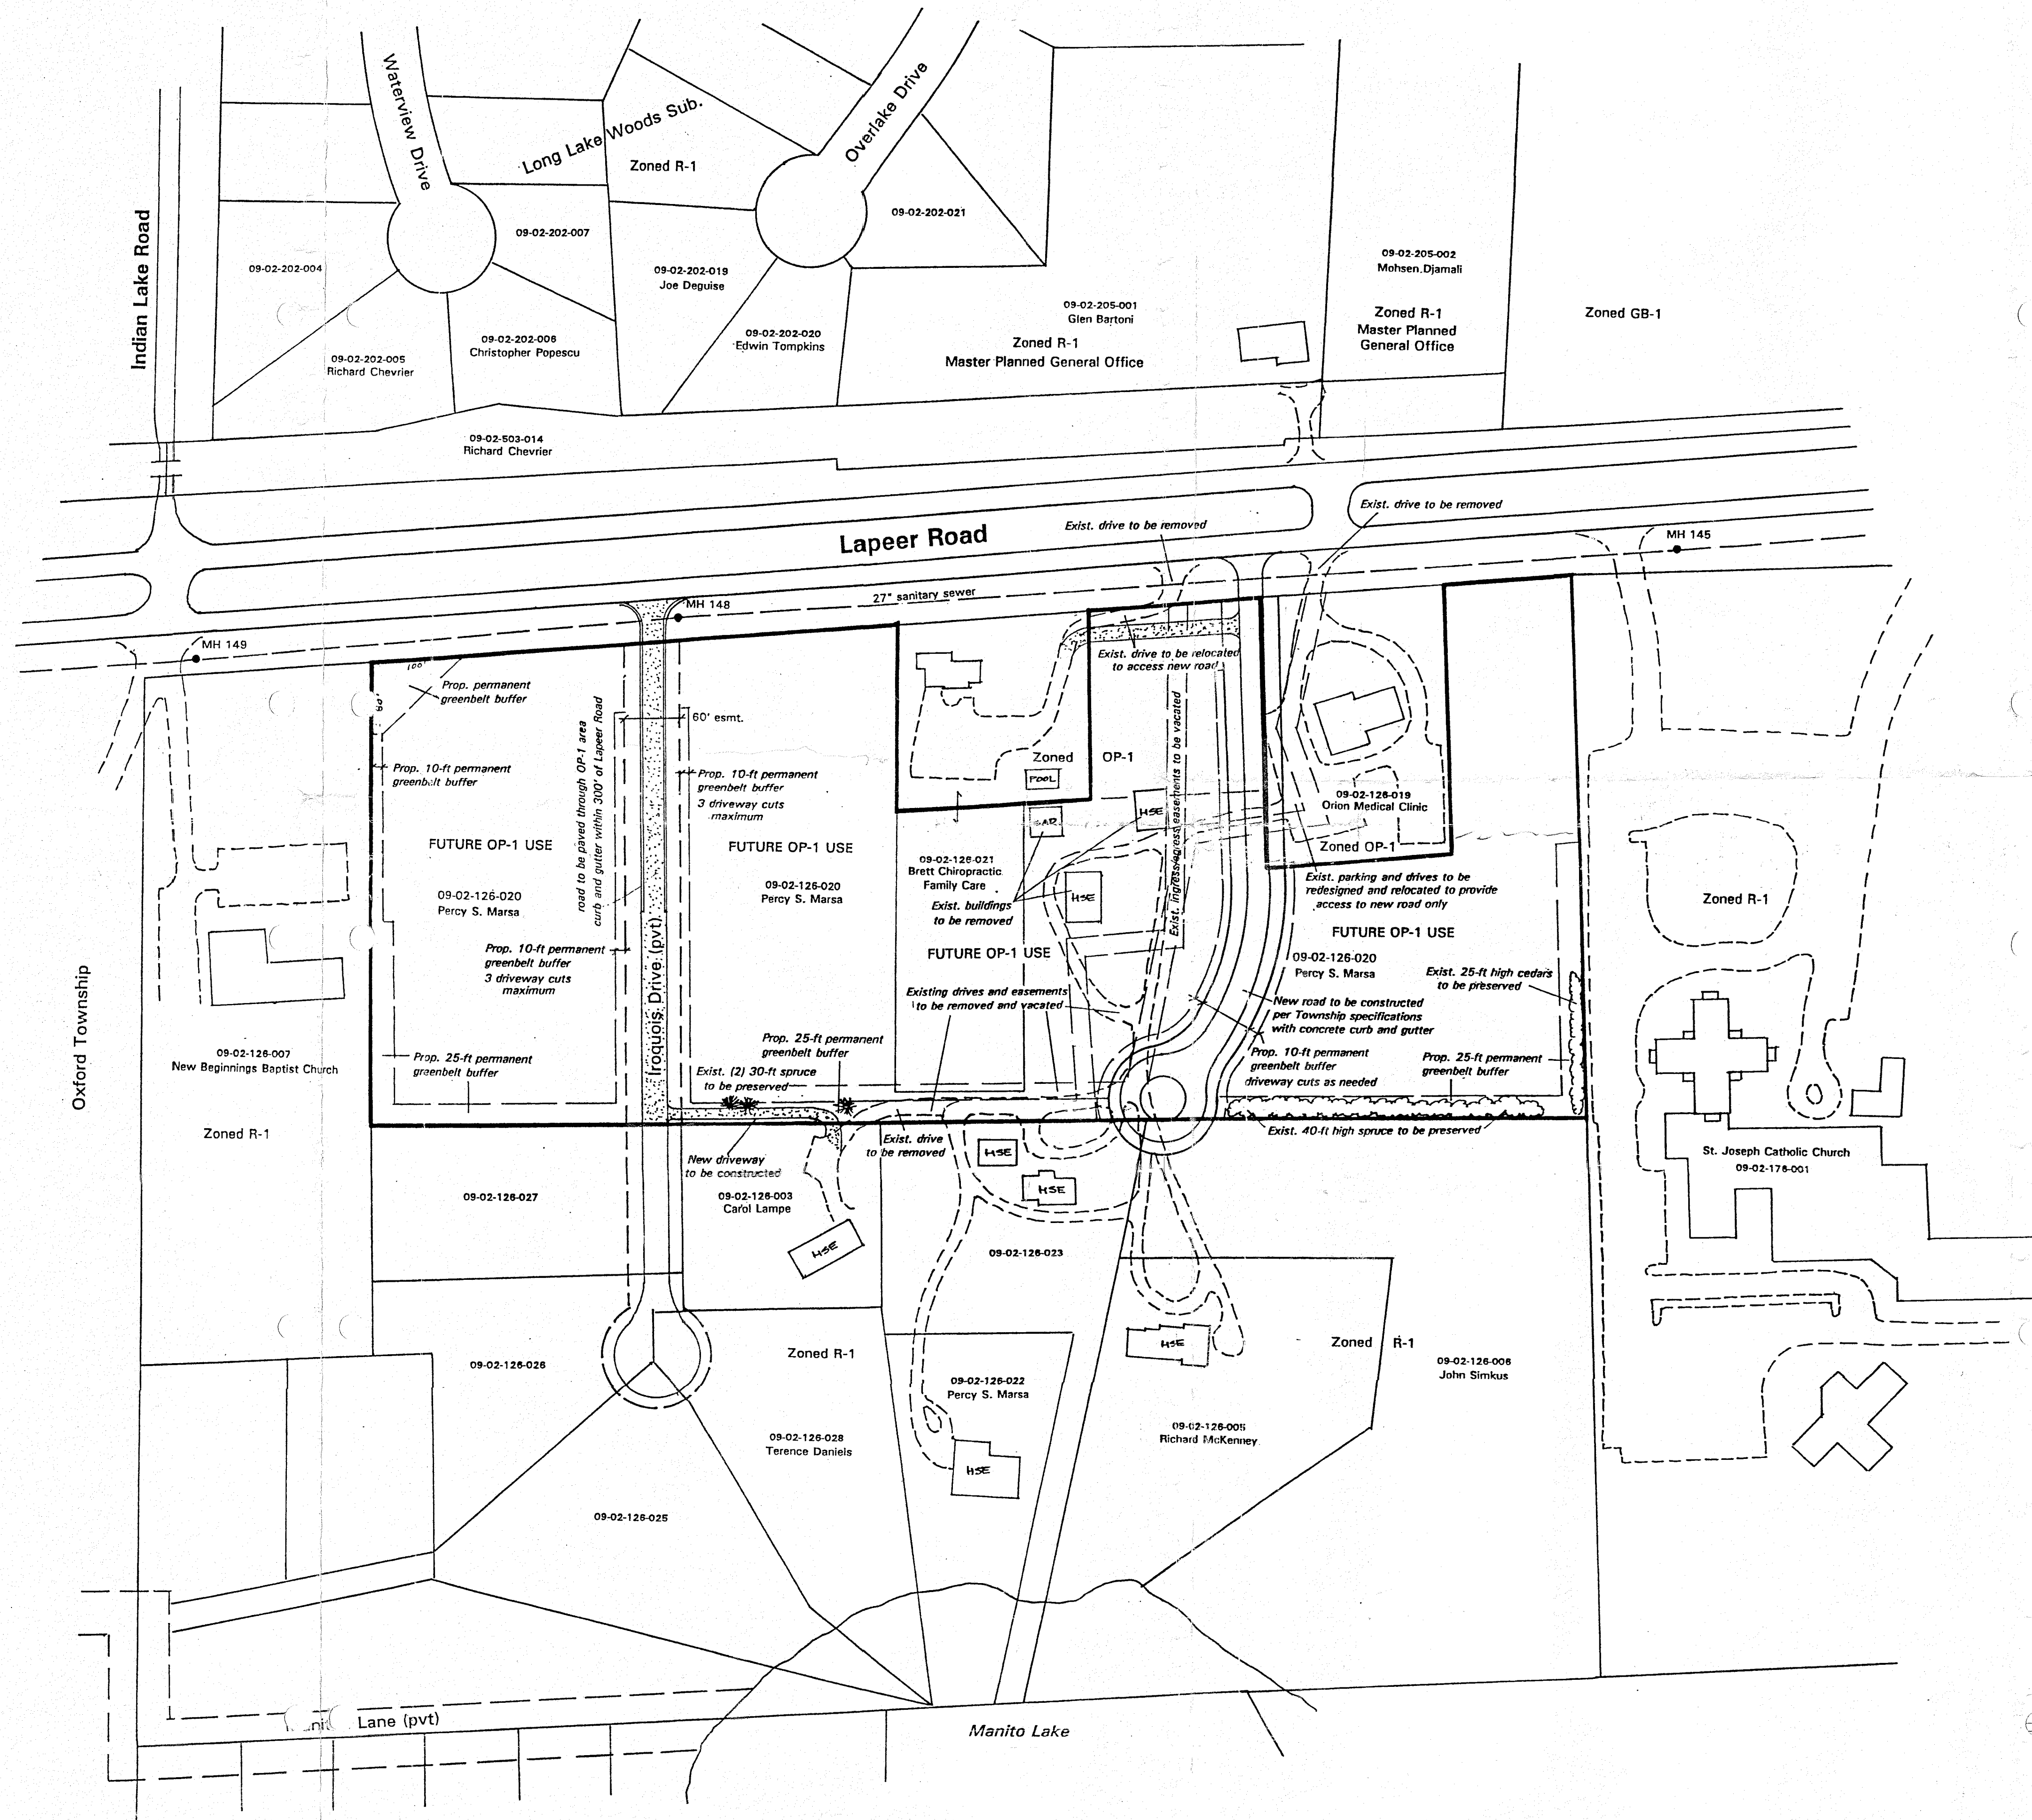 Waterview Drive
Long Lake Woods Sub.
Overlake Drive
Zoned R-1
Indian Lake Road
09-02-202-004
09-02-202-007
09-02-202-021
09-02-202-019
Joe Deguise
09-02-202-005
Richard Chevrier
09-02-202-006
Christopher Popescu
09-02-202-020
Edwin Tompkins
09-02-205-001
Glen Bartoni
Zoned R-1
Master Planned General Office
09-02-205-002
Mohsen Djamali
Zoned R-1
Master Planned
General Office
Zoned GB-1
09-02-503-014
Richard Chevrier
Lapeer Road
Exist. drive to be removed
Exist. drive to be removed
MH 145
27" sanitary sewer
MH 148
MH 149
100'
Prop. permanent
greenbelt buffer
Prop. 10-ft permanent
greenbelt buffer
road to be paved through OP-1 area
curb and gutter within 300' of Lapeer Road
60' esmt.
Prop. 10-ft permanent
greenbelt buffer
3 driveway cuts
maximum
Exist. drive to be relocated
to access new road
Zoned OP-1
POOL
GAR
HSE
HSE
Exist. ingress/egress easements to be vacated
09-02-126-019
Orion Medical Clinic
Zoned OP-1
Exist. parking and drives to be
redesigned and relocated to provide
access to new road only
FUTURE OP-1 USE
09-02-126-020
Percy S. Marsa
FUTURE OP-1 USE
09-02-126-020
Percy S. Marsa
09-02-126-021
Brett Chiropractic
Family Care
Exist. buildings
to be removed
FUTURE OP-1 USE
FUTURE OP-1 USE
09-02-126-020
Percy S. Marsa
Exist. 25-ft high cedars
to be preserved
Prop. 10-ft permanent
greenbelt buffer
3 driveway cuts
maximum
Iroquois Drive (pvt)
Existing drives and easements
to be removed and vacated
New road to be constructed
per Township specifications
with concrete curb and gutter
Prop. 10-ft permanent
greenbelt buffer
driveway cuts as needed
Prop. 25-ft permanent
greenbelt buffer
Prop. 25-ft permanent
greenbelt buffer
Prop. 25-ft permanent
greenbelt buffer
Exist. (2) 30-ft spruce
to be preserved
Exist. 40-ft high spruce to be preserved
Exist. drive
to be removed
New driveway
to be constructed
Oxford Township
09-02-126-007
New Beginnings Baptist Church
Zoned R-1
Zoned R-1
St. Joseph Catholic Church
09-02-176-001
09-02-126-027
09-02-126-003
Carol Lampe
HSE
HSE
HSE
09-02-126-023
09-02-126-026
Zoned R-1
09-02-126-022
Percy S. Marsa
HSE
HSE
Zoned R-1
09-02-126-006
John Simkus
09-02-126-028
Terence Daniels
09-02-126-005
Richard McKenney
09-02-126-025
Lane (pvt)
Manito Lake